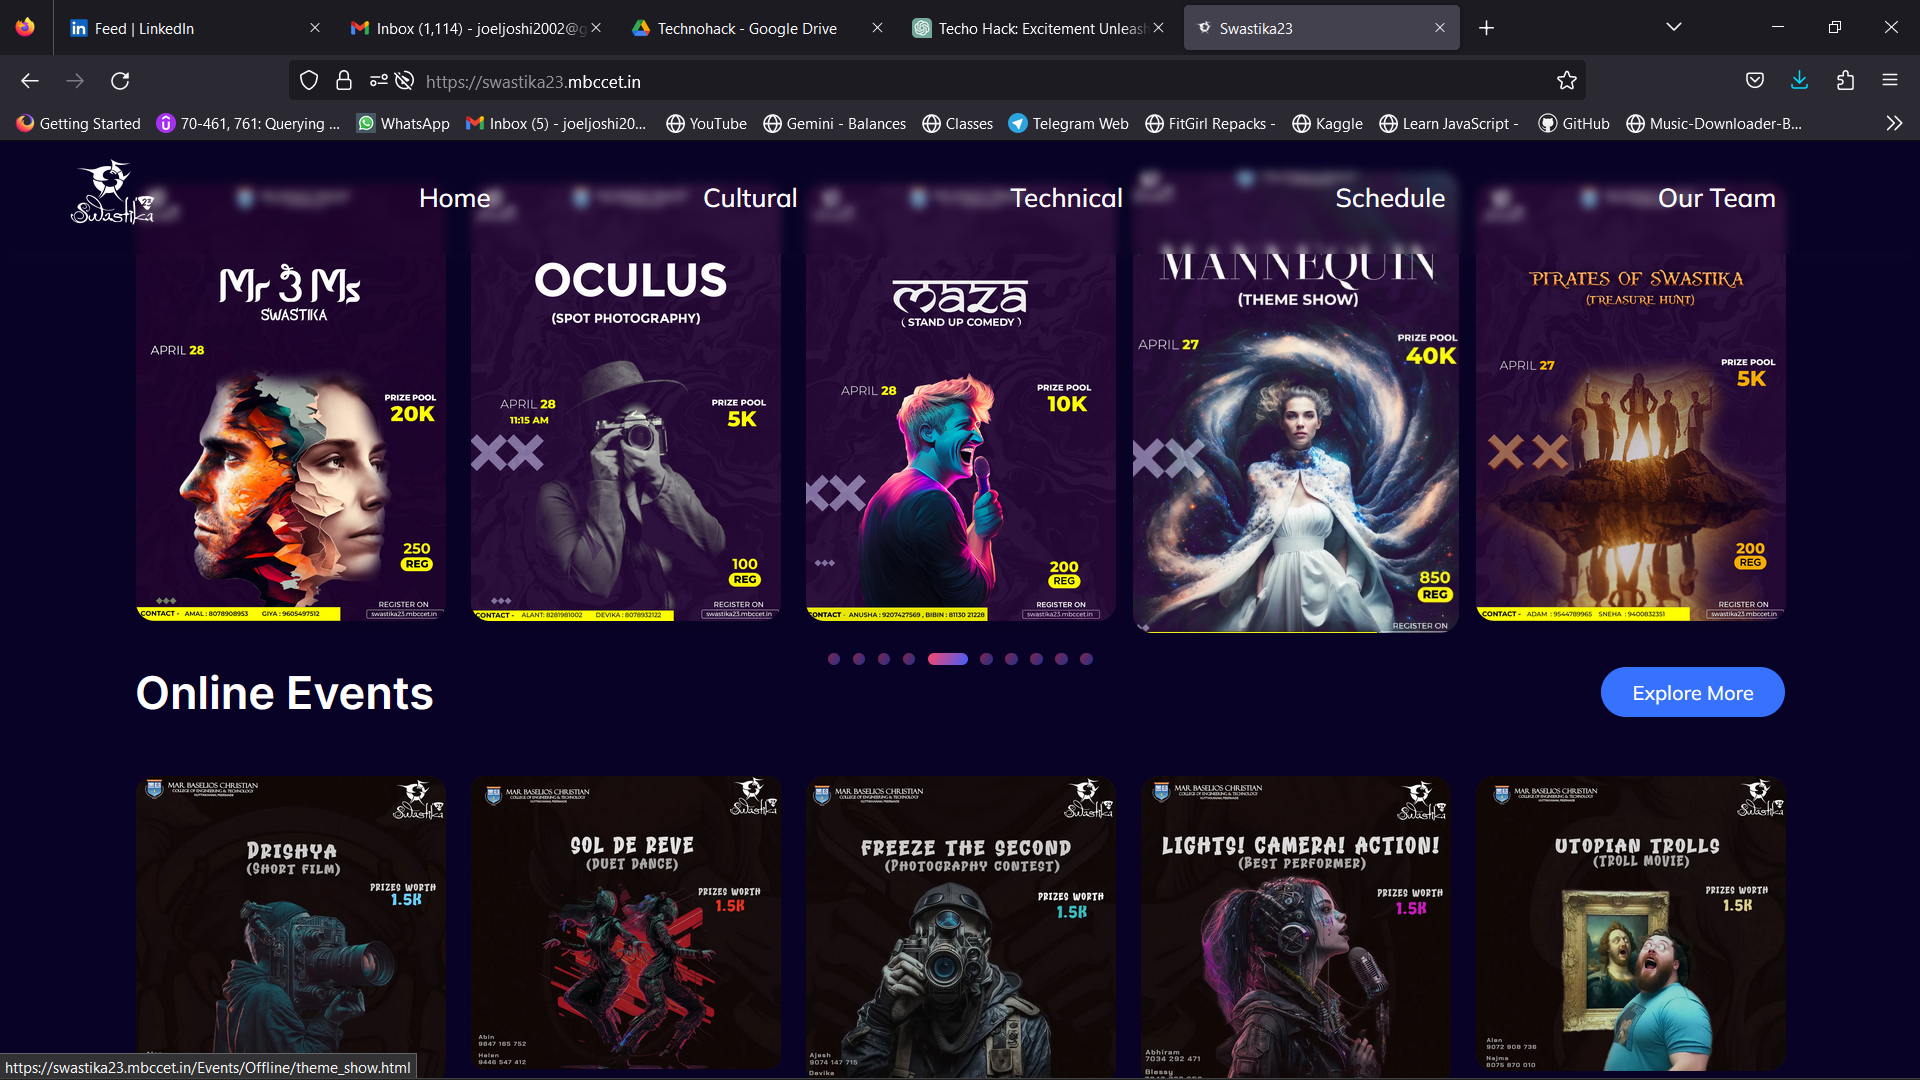 Feed | LinkedIn
Inbox (1,114) - joeljoshi2002@g
Technohack - Google Drive
Techo Hack: Excitement Unleash
Swastika23
https://swastika23.mbccet.in
Getting Started
70-461, 761: Querying ...
WhatsApp
Inbox (5) - joeljoshi20...
YouTube
Gemini - Balances
Classes
Telegram Web
FitGirl Repacks -
Kaggle
Learn JavaScript -
GitHub
Music-Downloader-B...
Swastika 23
Home
Cultural
Technical
Schedule
Our Team
Mr & Ms
SWASTIKA
APRIL 28
PRIZE POOL
20K
250
REG
CONTACT - AMAL : 8078908953 GIYA : 9605497512
REGISTER ON
swastika23.mbccet.in
OCULUS
(SPOT PHOTOGRAPHY)
APRIL 28
11:15 AM
PRIZE POOL
5K
100
REG
CONTACT - ALANT: 8281981002 DEVIKA : 8078932122
REGISTER ON
swastika23.mbccet.in
maza
( STAND UP COMEDY )
APRIL 28
PRIZE POOL
10K
200
REG
CONTACT - ANUSHA : 9207427569 , BIBIN : 81130 21228
REGISTER ON
swastika23.mbccet.in
MANNEQUIN
(THEME SHOW)
APRIL 27
PRIZE POOL
40K
850
REG
REGISTER ON
PIRATES OF SWASTIKA
(TREASURE HUNT)
APRIL 27
PRIZE POOL
5K
200
REG
CONTACT - ADAM : 9544789965 SNEHA : 9400832351
REGISTER ON
swastika23.mbccet.in
Online Events
Explore More
MAR BASELIOS CHRISTIAN
COLLEGE OF ENGINEERING & TECHNOLOGY
Swastika
DRISHYA
(SHORT FILM)
PRIZES WORTH
1.5K
MAR BASELIOS CHRISTIAN
COLLEGE OF ENGINEERING & TECHNOLOGY
Swastika
SOL DE REVE
(DUET DANCE)
PRIZES WORTH
1.5K
Abin
9847 165 752
Helen
9446 547 412
MAR BASELIOS CHRISTIAN
COLLEGE OF ENGINEERING & TECHNOLOGY
Swastika
FREEZE THE SECOND
(PHOTOGRAPHY CONTEST)
PRIZES WORTH
1.5K
Ajesh
9074 147 715
Devika
MAR BASELIOS CHRISTIAN
COLLEGE OF ENGINEERING & TECHNOLOGY
Swastika
LIGHTS! CAMERA! ACTION!
(BEST PERFORMER)
PRIZES WORTH
1.5K
Abhiram
7034 292 471
Blessy
MAR BASELIOS CHRISTIAN
COLLEGE OF ENGINEERING & TECHNOLOGY
Swastika
UTOPIAN TROLLS
(TROLL MOVIE)
PRIZES WORTH
1.5K
Alen
9072 908 736
Najma
8075 870 010
https://swastika23.mbccet.in/Events/Offline/theme_show.html